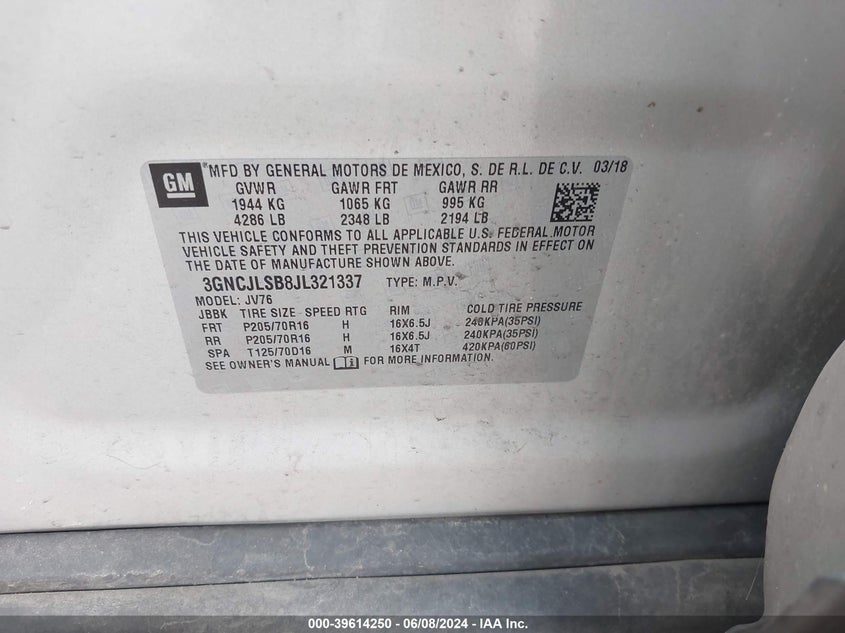 GM ® MFD BY GENERAL MOTORS DE MEXICO, S. DE R.L. DE C.V. 03/18
GVWR GAWR FRT GAWR RR
1944 KG 1065 KG 995 KG
4286 LB 2348 LB 2194 LB
THIS VEHICLE CONFORMS TO ALL APPLICABLE U.S. FEDERAL MOTOR
VEHICLE SAFETY AND THEFT PREVENTION STANDARDS IN EFFECT ON
THE DATE OF MANUFACTURE SHOWN ABOVE.
3GNCJLSB8JL321337 TYPE: M.P.V.
MODEL: JV76
JBBK TIRE SIZE SPEED RTG RIM COLD TIRE PRESSURE
FRT P205/70R16 H 16X6.5J 240KPA(35PSI)
RR P205/70R16 H 16X6.5J 240KPA(35PSI)
SPA T125/70D16 M 16X4T 420KPA(60PSI)
SEE OWNER'S MANUAL FOR MORE INFORMATION.
000-39614250 - 06/08/2024 - IAA Inc.